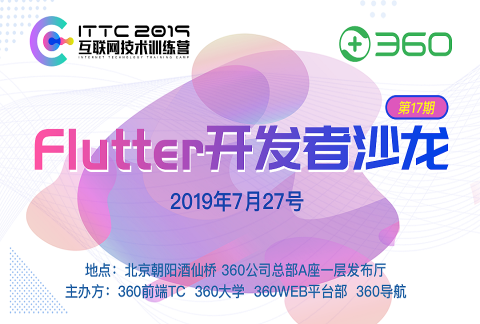 ITTC 2019
互联网技术训练营
INTERNET TECHNOLOGY TRAINING CAMP
360
第17期
Flutter开发者沙龙
2019年7月27号
地点：北京朝阳酒仙桥 360公司总部A座一层发布厅
主办方：360前端TC 360大学 360WEB平台部 360导航